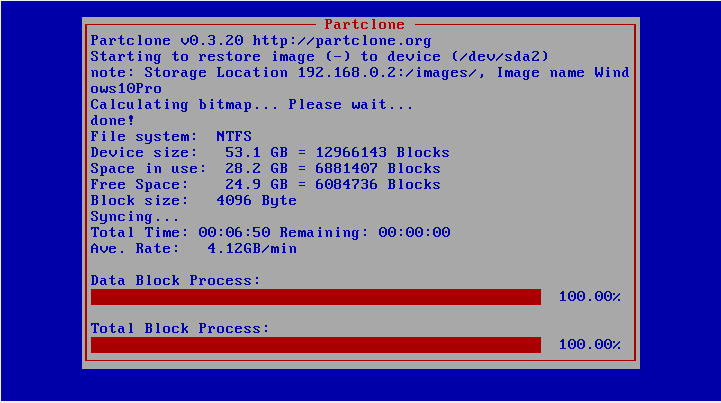 Partclone
Partclone v0.3.20 http://partclone.org
Starting to restore image (-) to device (/dev/sda2)
note: Storage Location 192.168.0.2:/images/, Image name Wind
ows10Pro
Calculating bitmap... Please wait...
done!
File system:  NTFS
Device size:   53.1 GB = 12966143 Blocks
Space in use:  28.2 GB = 6881407 Blocks
Free Space:    24.9 GB = 6084736 Blocks
Block size:   4096 Byte
Syncing...
Total Time: 00:06:50 Remaining: 00:00:00
Ave. Rate:   4.12GB/min
Data Block Process:
100.00%
Total Block Process:
100.00%